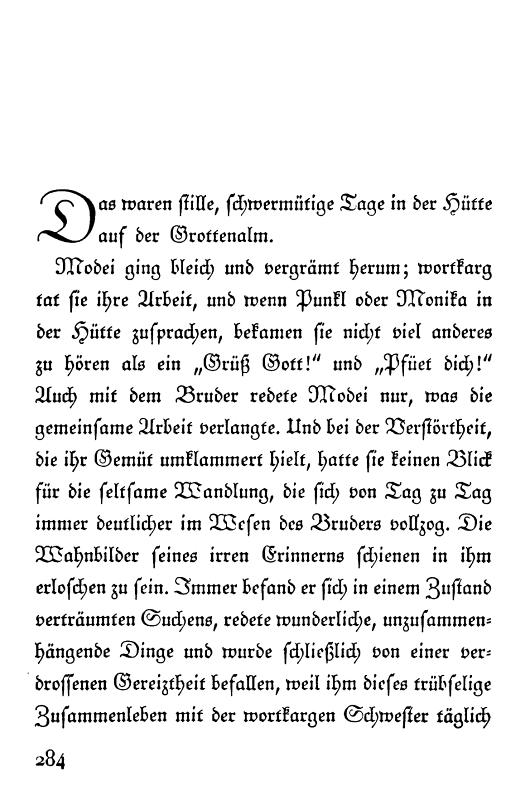 Das waren stille, schwermütige Tage in der Hütte
auf der Grottenalm.
Modei ging bleich und vergrämt herum; wortkarg
tat sie ihre Arbeit, und wenn Punkl oder Monika in
der Hütte zusprachen, bekamen sie nicht viel anderes
zu hören als ein „Grüß Gott!“ und „Pfüet dich!“
Auch mit dem Bruder redete Modei nur, was die
gemeinsame Arbeit verlangte. Und bei der Verstörtheit,
die ihr Gemüt umklammert hielt, hatte sie keinen Blick
für die seltsame Wandlung, die sich von Tag zu Tag
immer deutlicher im Wesen des Bruders vollzog. Die
Wahnbilder seines irren Erinnerns schienen in ihm
erloschen zu sein. Immer befand er sich in einem Zustand
verträumten Suchens, redete wunderliche, unzusammen-
hängende Dinge und wurde schließlich von einer ver-
drossenen Gereiztheit befallen, weil ihm dieses trübselige
Zusammenleben mit der wortkargen Schwester täglich
284